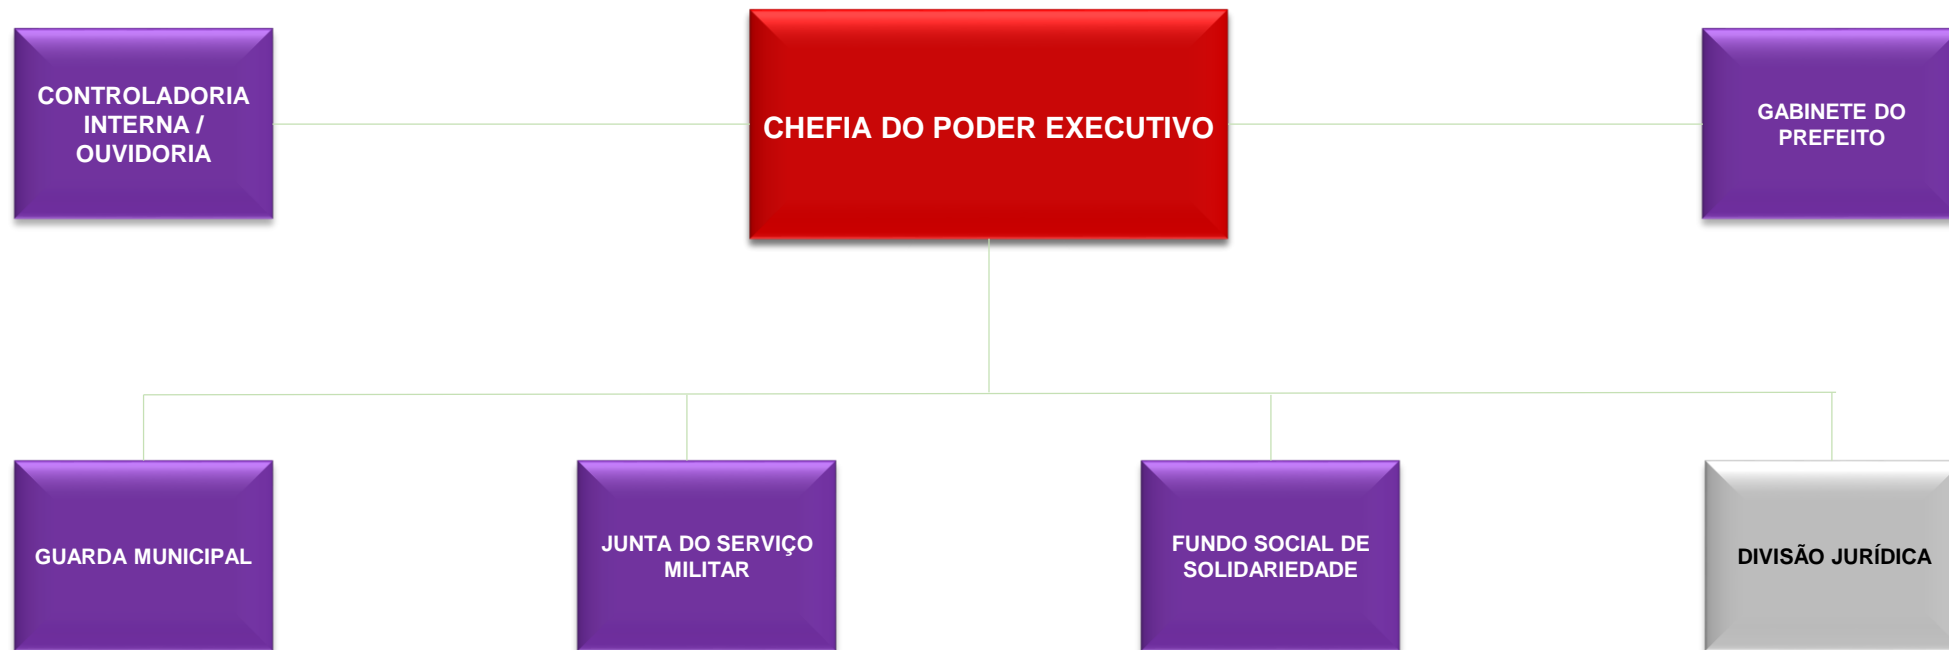 CONTROLADORIA
INTERNA /
OUVIDORIA
CHEFIA DO PODER EXECUTIVO
GABINETE DO
PREFEITO
GUARDA MUNICIPAL
JUNTA DO SERVIÇO
MILITAR
FUNDO SOCIAL DE
SOLIDARIEDADE
DIVISÃO JURÍDICA